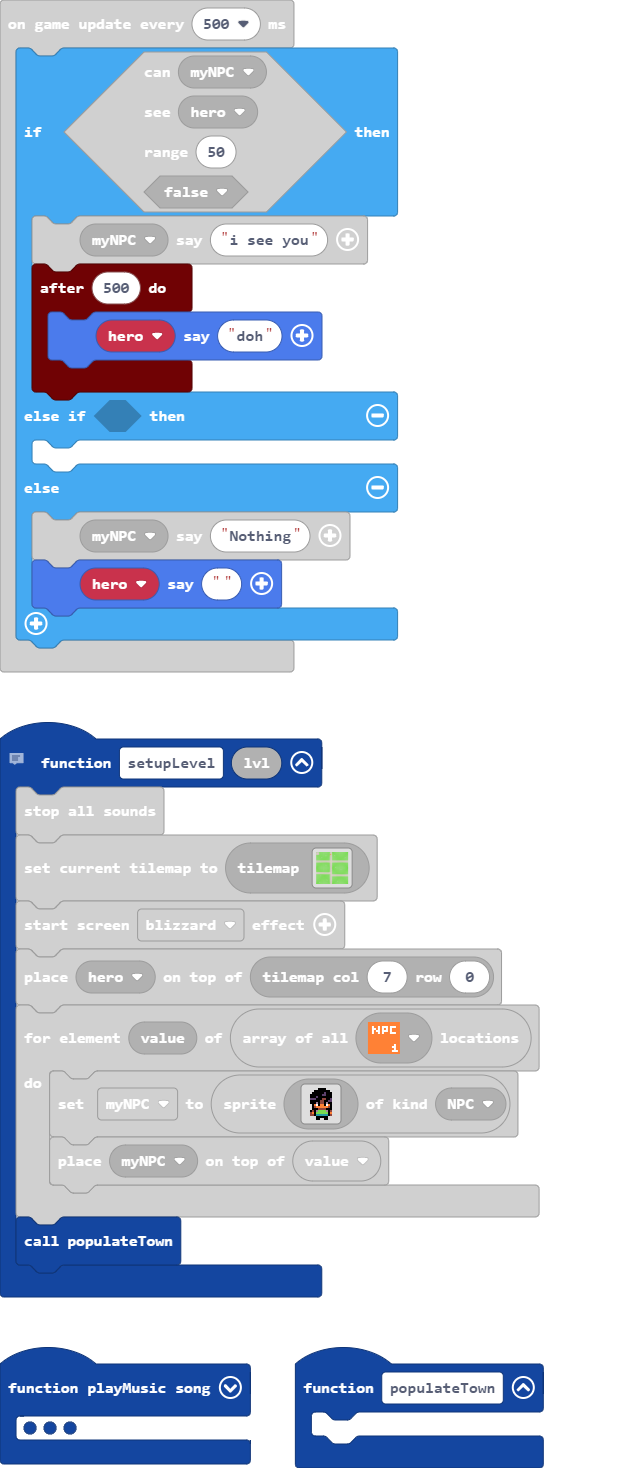 on game update every 500 ms
can myNPC
see hero
if then
range 50
false
myNPC say "i see you"
after 500 do
hero say "doh"
else if then
else
myNPC say "Nothing"
hero say " "
function setupLevel lvl
stop all sounds
set current tilemap to tilemap
start screen blizzard effect
place hero on top of tilemap col 7 row 0
for element value of array of all NPC i locations
do
set myNPC to sprite of kind NPC
place myNPC on top of value
call populateTown
function playMusic song
function populateTown